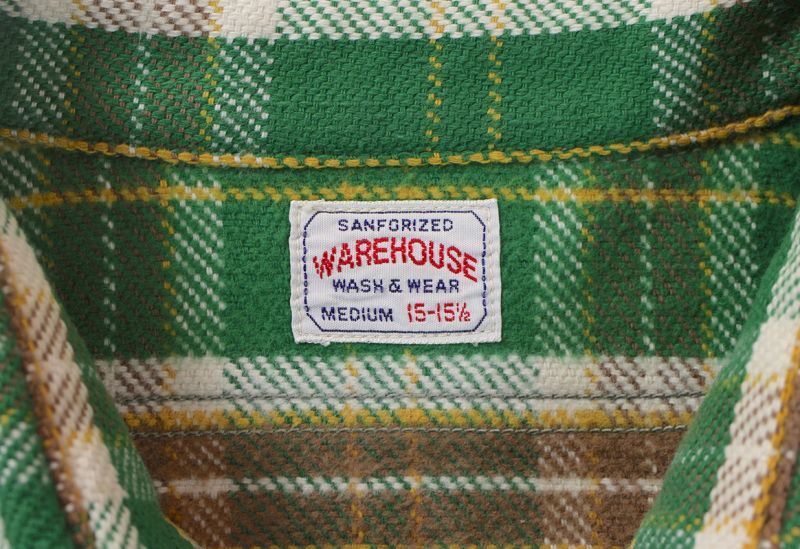 SANFORIZED
WAREHOUSE
WASH & WEAR
MEDIUM 15-15½